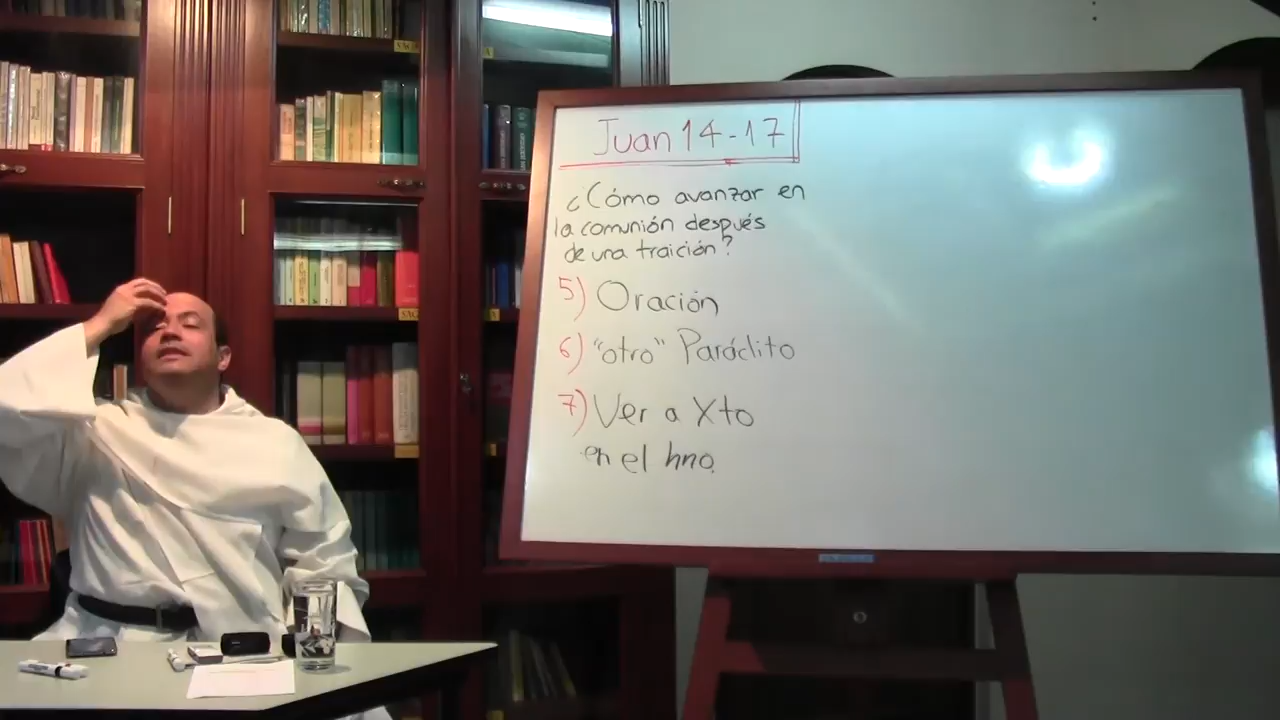 Juan 14-17
¿Cómo avanzar en
la comunión después
de una traición?
5) Oración
6) "otro" Paráclito
7) Ver a Xto
en el hno.